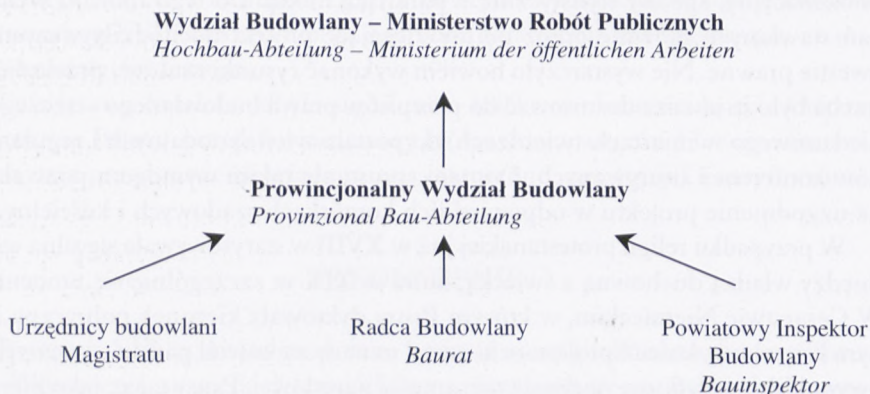 Wydział Budowlany – Ministerstwo Robót Publicznych
Hochbau-Abteilung – Ministerium der öffentlichen Arbeiten
Prowincjonalny Wydział Budowlany
Provinzional Bau-Abteilung
Urzędnicy budowlani
Magistratu
Radca Budowlany
Baurat
Powiatowy Inspektor
Budowlany
Bauinspektor